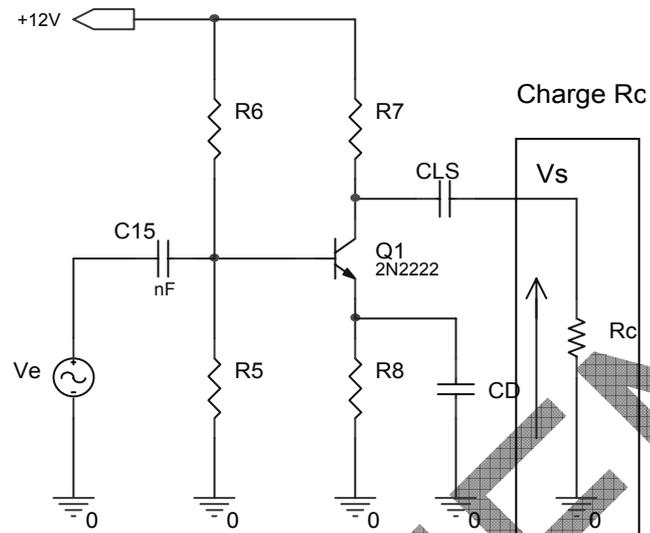 +12V
R6
R7
Charge Rc
CLS
Vs
C15
nF
Q1
2N2222
Ve
R5
R8
CD
Rc
0
0
0
0
0